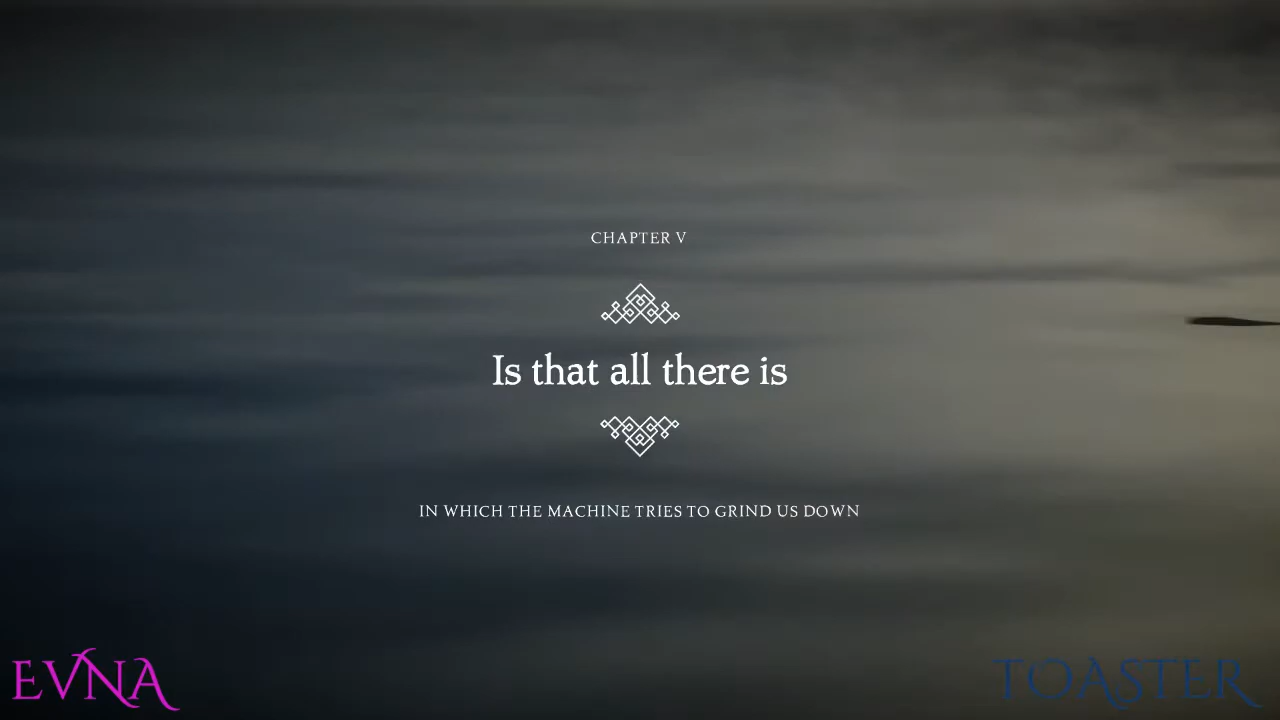 CHAPTER V
Is that all there is
IN WHICH THE MACHINE TRIES TO GRIND US DOWN
EVNA
TOASTER